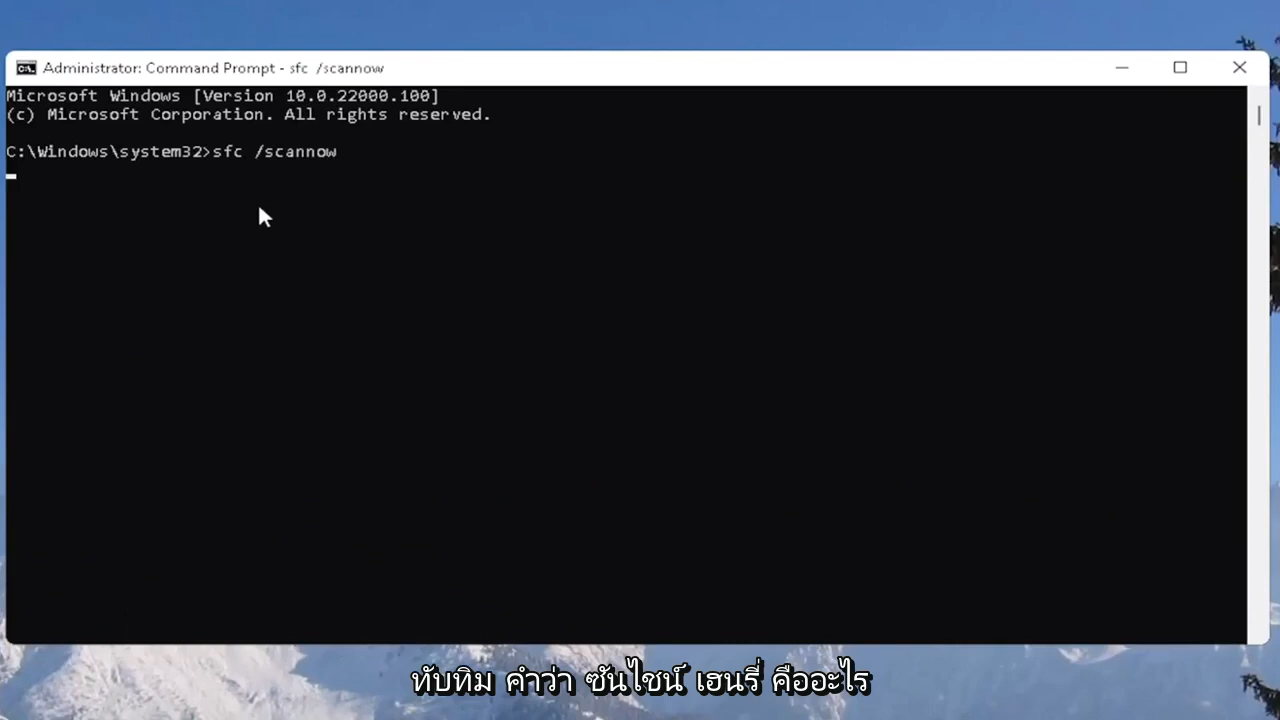 Administrator: Command Prompt - sfc /scannow
Microsoft Windows [Version 10.0.22000.100]
(c) Microsoft Corporation. All rights reserved.
C:\Windows\system32>sfc /scannow
ทับทิม คำว่า ซันไชน์ เฮนรี่ คืออะไร